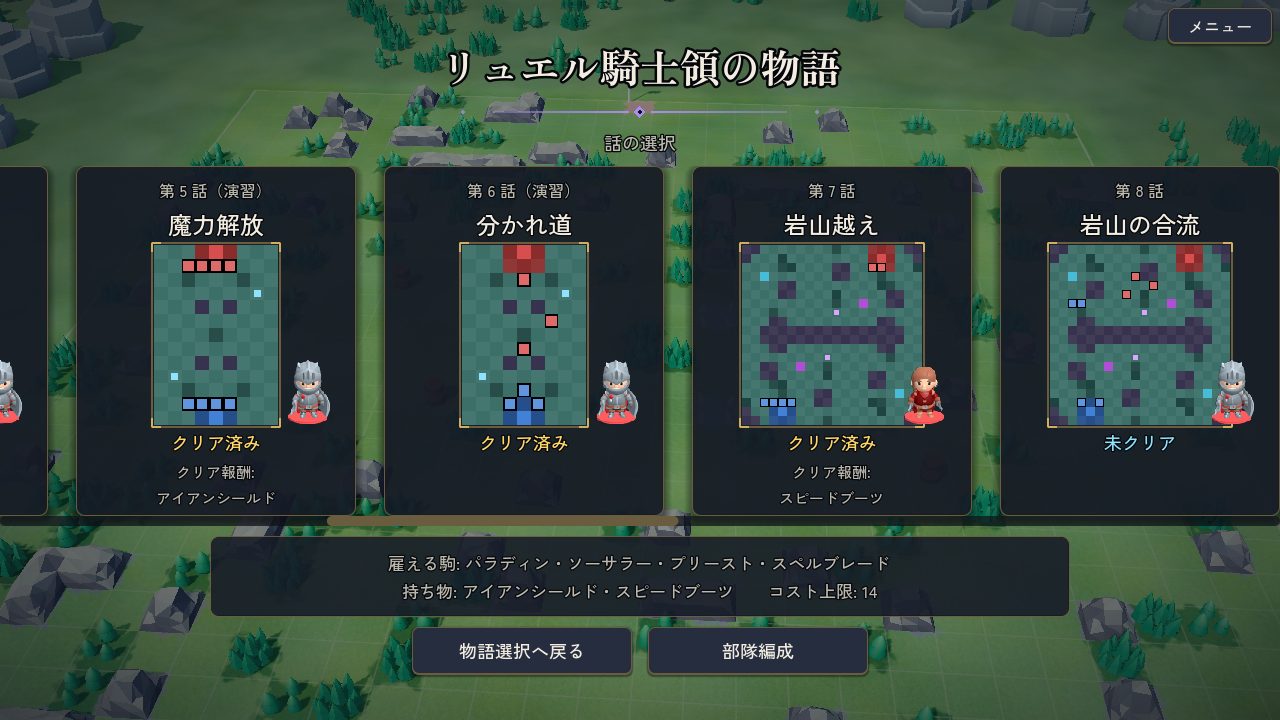 メニュー
リュエル騎士領の物語
話の選択
第5話（演習）
魔力解放
クリア済み
クリア報酬:
アイアンシールド
第6話（演習）
分かれ道
クリア済み
第7話
岩山越え
クリア済み
クリア報酬:
スピードブーツ
第8話
岩山の合流
未クリア
雇える駒: パラディン・ソーサラー・プリースト・スペルブレード
持ち物: アイアンシールド・スピードブーツ　　コスト上限: 14
物語選択へ戻る
部隊編成